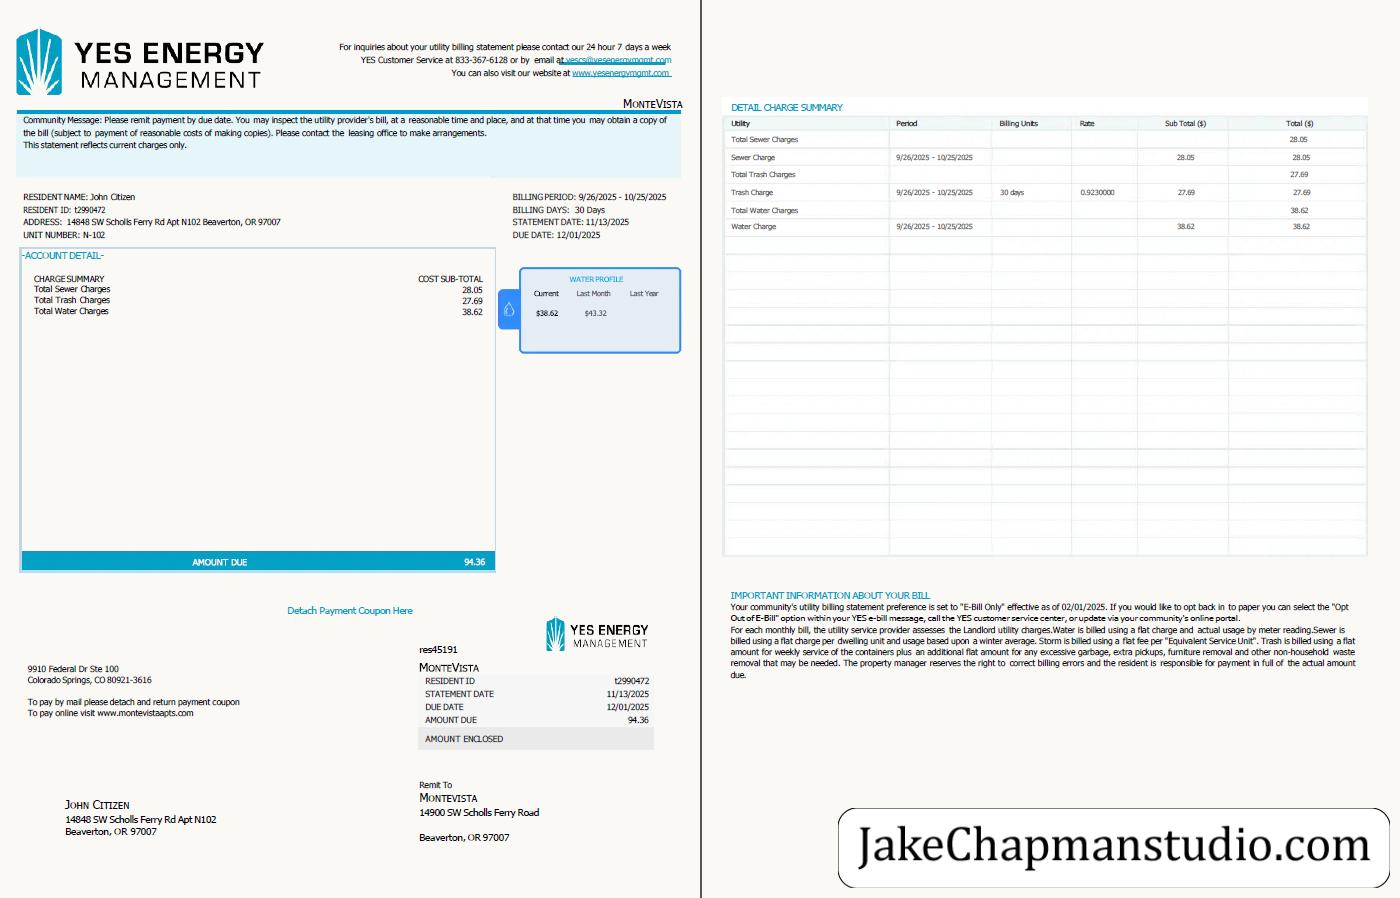 YES ENERGY
MANAGEMENT
For inquiries about your utility billing statement please contact our 24 hour 7 days a week
YES Customer Service at 833-367-6128 or by email at yescs@yesenergymgmt.com
You can also visit our website at www.yesenergymgmt.com
MONTEVISTA
Community Message: Please remit payment by due date. You may inspect the utility provider's bill, at a reasonable time and place, and at that time you may obtain a copy of
the bill (subject to payment of reasonable costs of making copies). Please contact the leasing office to make arrangements.
This statement reflects current charges only.
RESIDENT NAME: John Citizen
RESIDENT ID: t2990472
ADDRESS: 14848 SW Scholls Ferry Rd Apt N102 Beaverton, OR 97007
UNIT NUMBER: N-102
BILLING PERIOD: 9/26/2025 - 10/25/2025
BILLING DAYS: 30 Days
STATEMENT DATE: 11/13/2025
DUE DATE: 12/01/2025
-ACCOUNT DETAIL-
CHARGE SUMMARY COST SUB-TOTAL
Total Sewer Charges 28.05
Total Trash Charges 27.69
Total Water Charges 38.62
WATER PROFILE
Current Last Month Last Year
$38.62 $43.32
AMOUNT DUE 94.36
Detach Payment Coupon Here
YES ENERGY
MANAGEMENT
res45191
9910 Federal Dr Ste 100
Colorado Springs, CO 80921-3616
To pay by mail please detach and return payment coupon
To pay online visit www.montevistaapts.com
MONTEVISTA
RESIDENT ID t2990472
STATEMENT DATE 11/13/2025
DUE DATE 12/01/2025
AMOUNT DUE 94.36
AMOUNT ENCLOSED
JOHN CITIZEN
14848 SW Scholls Ferry Rd Apt N102
Beaverton, OR 97007
Remit To
MONTEVISTA
14900 SW Scholls Ferry Road
Beaverton, OR 97007
DETAIL CHARGE SUMMARY
Utility Period Billing Units Rate Sub Total ($) Total ($)
Total Sewer Charges 28.05
Sewer Charge 9/26/2025 - 10/25/2025 28.05 28.05
Total Trash Charges 27.69
Trash Charge 9/26/2025 - 10/25/2025 30 days 0.9230000 27.69 27.69
Total Water Charges 38.62
Water Charge 9/26/2025 - 10/25/2025 38.62 38.62
IMPORTANT INFORMATION ABOUT YOUR BILL
Your community's utility billing statement preference is set to "E-Bill Only" effective as of 02/01/2025. If you would like to opt back in to paper you can select the "Opt
Out of E-Bill" option within your YES e-bill message, call the YES customer service center, or update via your community's online portal.
For each monthly bill, the utility service provider assesses the Landlord utility charges.Water is billed using a flat charge and actual usage by meter reading.Sewer is
billed using a flat charge per dwelling unit and usage based upon a winter average. Storm is billed using a flat fee per "Equivalent Service Unit". Trash is billed using a flat
amount for weekly service of the containers plus an additional flat amount for any excessive garbage, extra pickups, furniture removal and other non-household waste
removal that may be needed. The property manager reserves the right to correct billing errors and the resident is responsible for payment in full of the actual amount
due.
JakeChapmanstudio.com